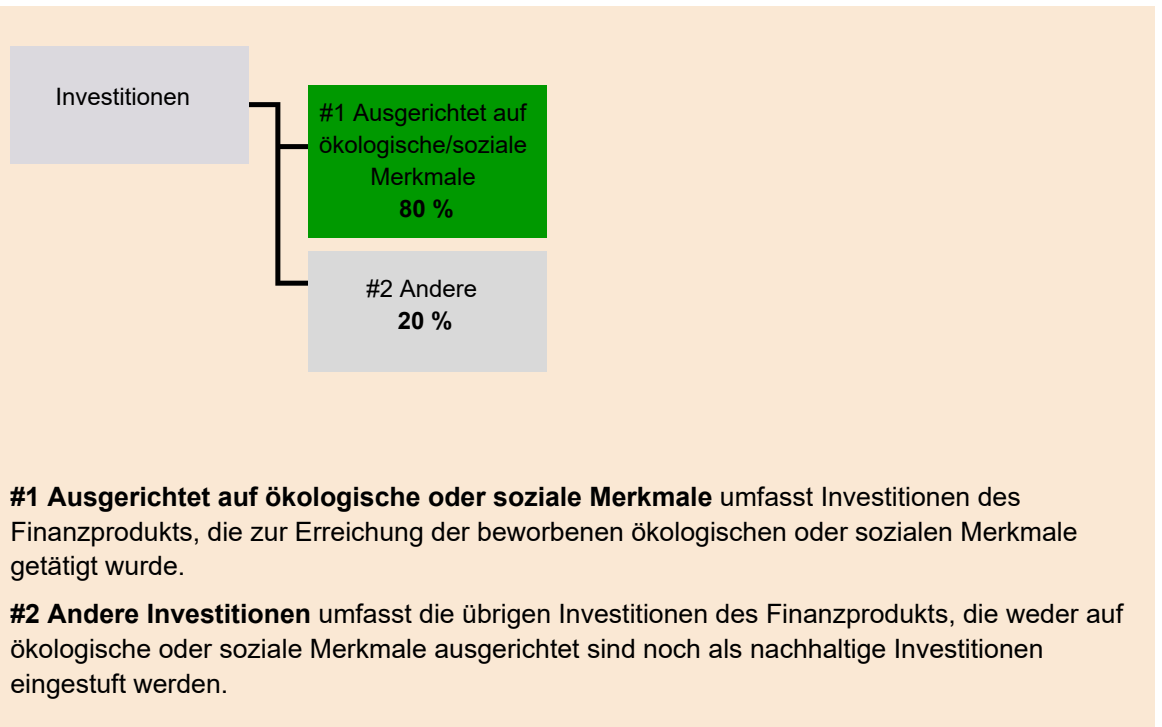 Investitionen
#1 Ausgerichtet auf
ökologische/soziale
Merkmale
80 %
#2 Andere
20 %
#1 Ausgerichtet auf ökologische oder soziale Merkmale umfasst Investitionen des
Finanzprodukts, die zur Erreichung der beworbenen ökologischen oder sozialen Merkmale
getätigt wurde.
#2 Andere Investitionen umfasst die übrigen Investitionen des Finanzprodukts, die weder auf
ökologische oder soziale Merkmale ausgerichtet sind noch als nachhaltige Investitionen
eingestuft werden.